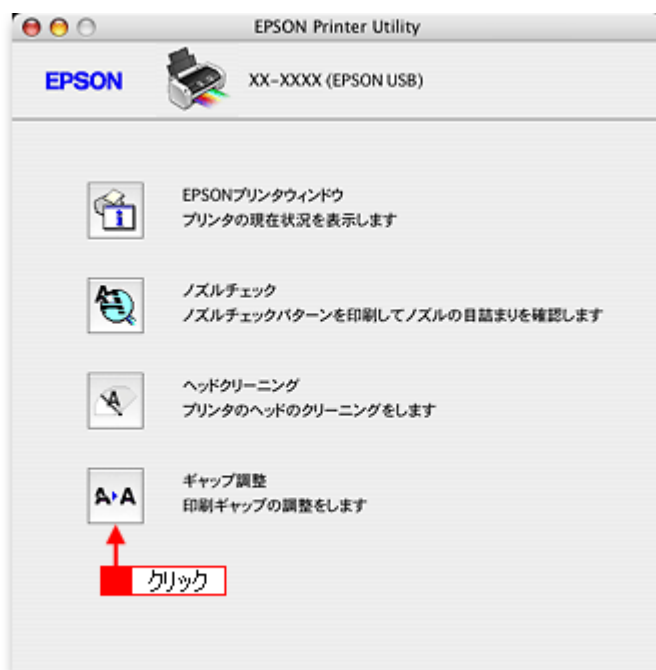 EPSON Printer Utility
EPSON
XX-XXXX (EPSON USB)
EPSONプリンタウィンドウ
プリンタの現在状況を表示します
ノズルチェック
ノズルチェックパターンを印刷してノズルの目詰まりを確認します
ヘッドクリーニング
プリンタのヘッドのクリーニングをします
ギャップ調整
印刷ギャップの調整をします
クリック